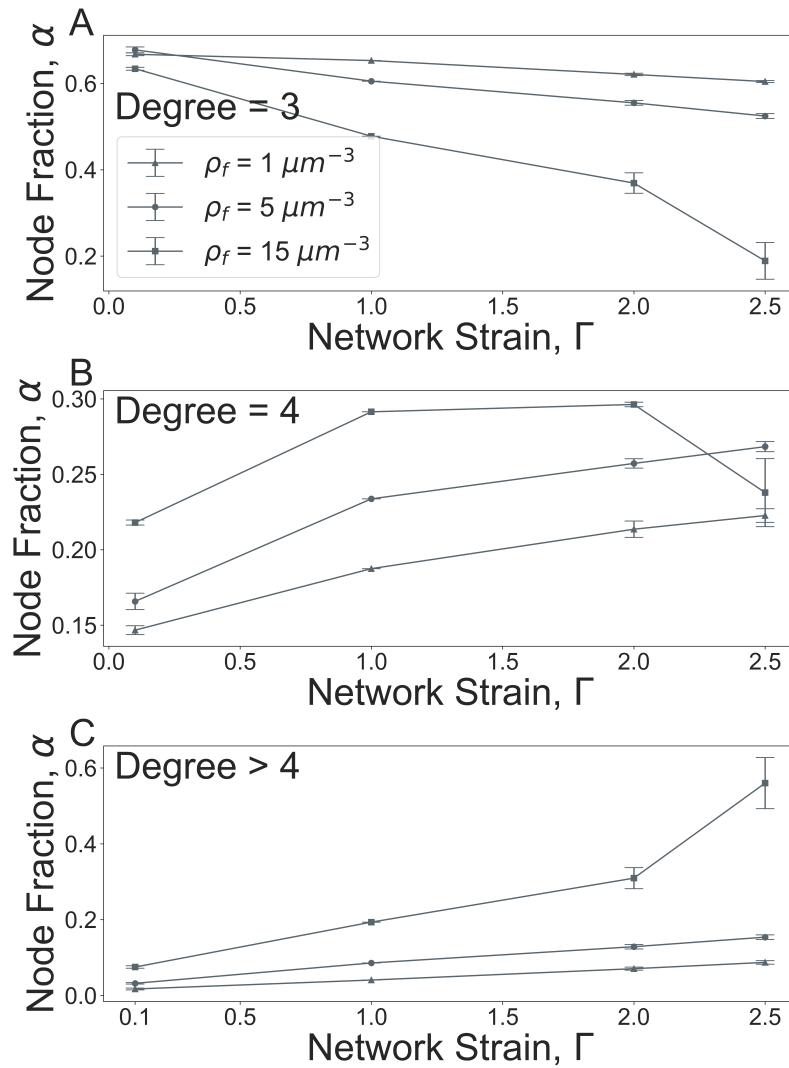 A
Node Fraction, α
0.6
0.4
0.2
Degree = 3
ρf = 1 μm⁻³
ρf = 5 μm⁻³
ρf = 15 μm⁻³
0.0 0.5 1.0 1.5 2.0 2.5
Network Strain, Γ
B
Node Fraction, α
0.30
0.25
0.20
0.15
Degree = 4
0.0 0.5 1.0 1.5 2.0 2.5
Network Strain, Γ
C
Node Fraction, α
0.6
0.4
0.2
0.0
Degree > 4
0.1 0.5 1.0 1.5 2.0 2.5
Network Strain, Γ